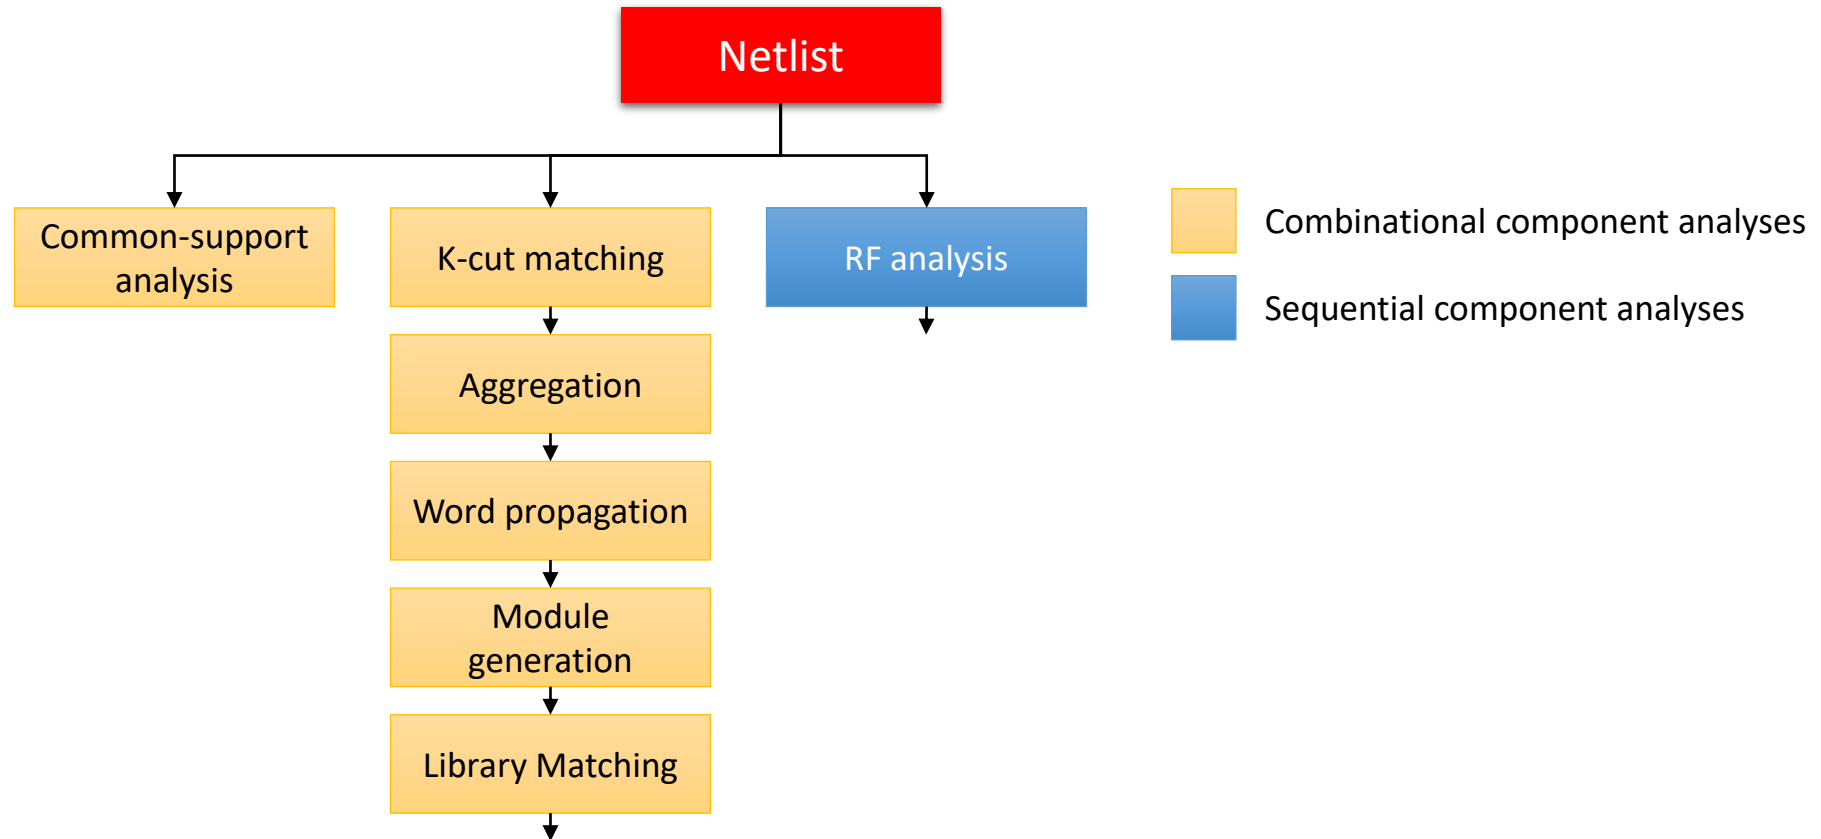 Netlist
Common-support
analysis
K-cut matching
RF analysis
Combinational component analyses
Sequential component analyses
Aggregation
Word propagation
Module
generation
Library Matching